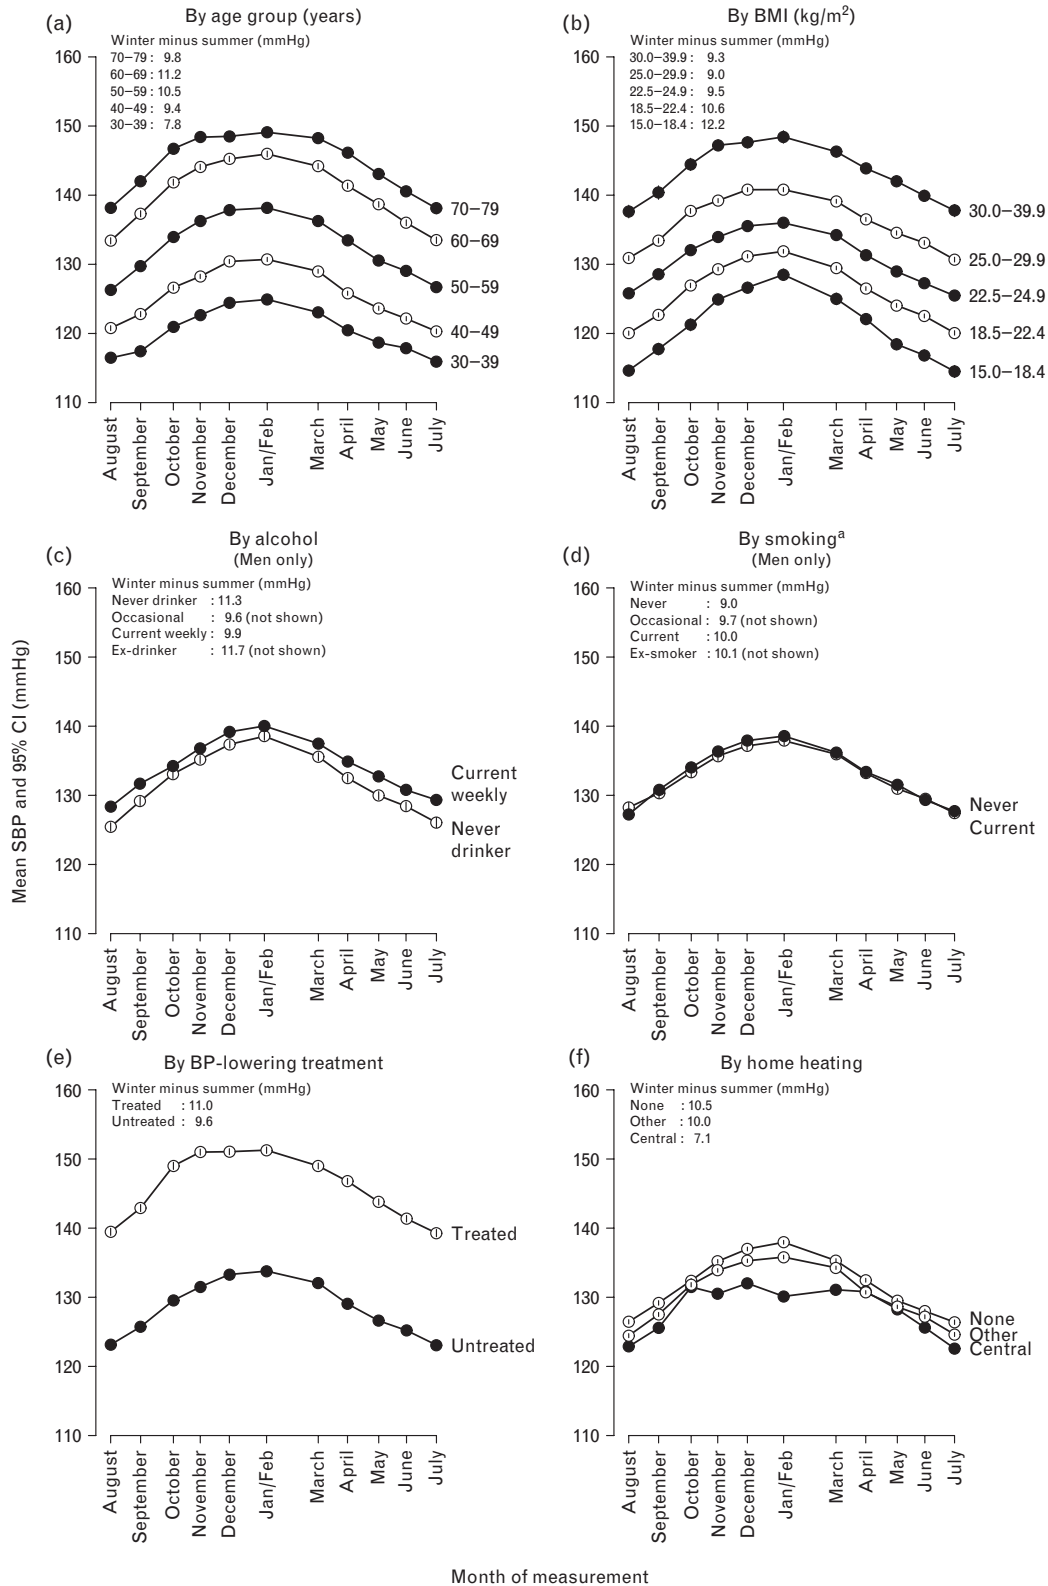 (a) By age group (years)
Winter minus summer (mmHg)
70–79 : 9.8
60–69 : 11.2
50–59 : 10.5
40–49 : 9.4
30–39 : 7.8
160
150
140
130
120
110
70–79
60–69
50–59
40–49
30–39
August
September
October
November
December
Jan/Feb
March
April
May
June
July
(b) By BMI (kg/m²)
Winter minus summer (mmHg)
30.0–39.9 : 9.3
25.0–29.9 : 9.0
22.5–24.9 : 9.5
18.5–22.4 : 10.6
15.0–18.4 : 12.2
160
150
140
130
120
110
30.0–39.9
25.0–29.9
22.5–24.9
18.5–22.4
15.0–18.4
August
September
October
November
December
Jan/Feb
March
April
May
June
July
Mean SBP and 95% CI (mmHg)
(c) By alcohol
(Men only)
Winter minus summer (mmHg)
Never drinker : 11.3
Occasional : 9.6 (not shown)
Current weekly : 9.9
Ex-drinker : 11.7 (not shown)
160
150
140
130
120
110
Current
weekly
Never
drinker
August
September
October
November
December
Jan/Feb
March
April
May
June
July
(d) By smokingᵃ
(Men only)
Winter minus summer (mmHg)
Never : 9.0
Occasional : 9.7 (not shown)
Current : 10.0
Ex-smoker : 10.1 (not shown)
160
150
140
130
120
110
Never
Current
August
September
October
November
December
Jan/Feb
March
April
May
June
July
(e) By BP-lowering treatment
Winter minus summer (mmHg)
Treated : 11.0
Untreated : 9.6
160
150
140
130
120
110
Treated
Untreated
August
September
October
November
December
Jan/Feb
March
April
May
June
July
(f) By home heating
Winter minus summer (mmHg)
None : 10.5
Other : 10.0
Central : 7.1
160
150
140
130
120
110
None
Other
Central
August
September
October
November
December
Jan/Feb
March
April
May
June
July
Month of measurement